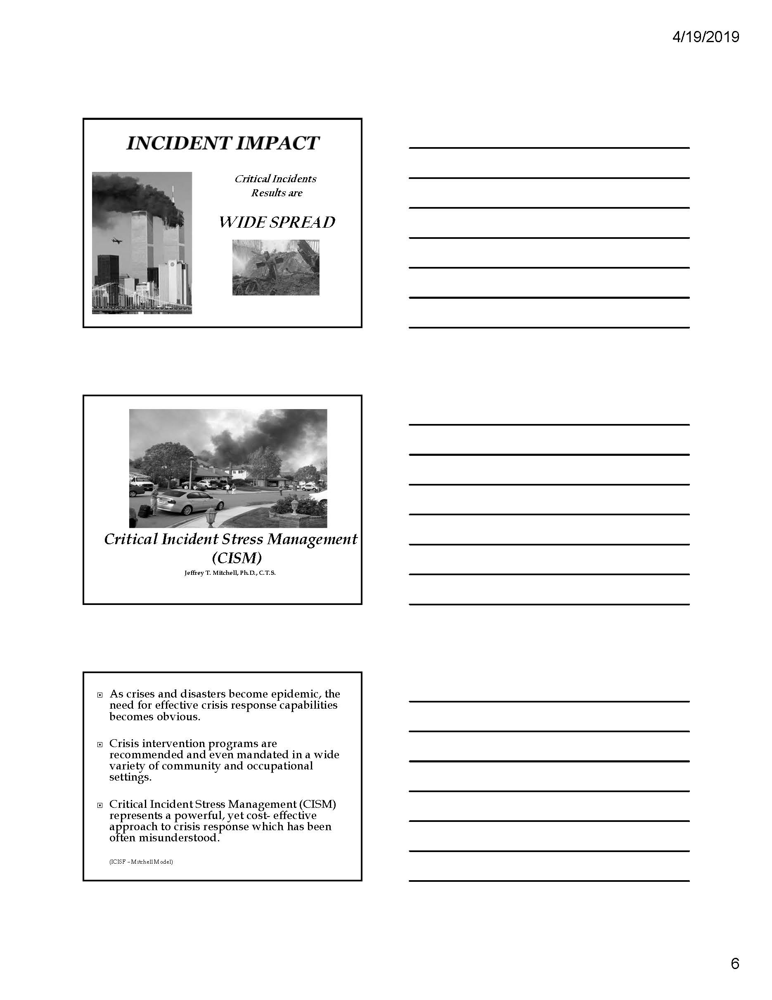 4/19/2019
INCIDENT IMPACT
Critical Incidents
Results are
WIDE SPREAD
Critical Incident Stress Management
(CISM)
Jeffrey T. Mitchell, Ph.D., C.T.S.
As crises and disasters become epidemic, the
need for effective crisis response capabilities
becomes obvious.
Crisis intervention programs are
recommended and even mandated in a wide
variety of community and occupational
settings.
Critical Incident Stress Management (CISM)
represents a powerful, yet cost- effective
approach to crisis response which has been
often misunderstood.
(ICISF – Mitchell Model)
6